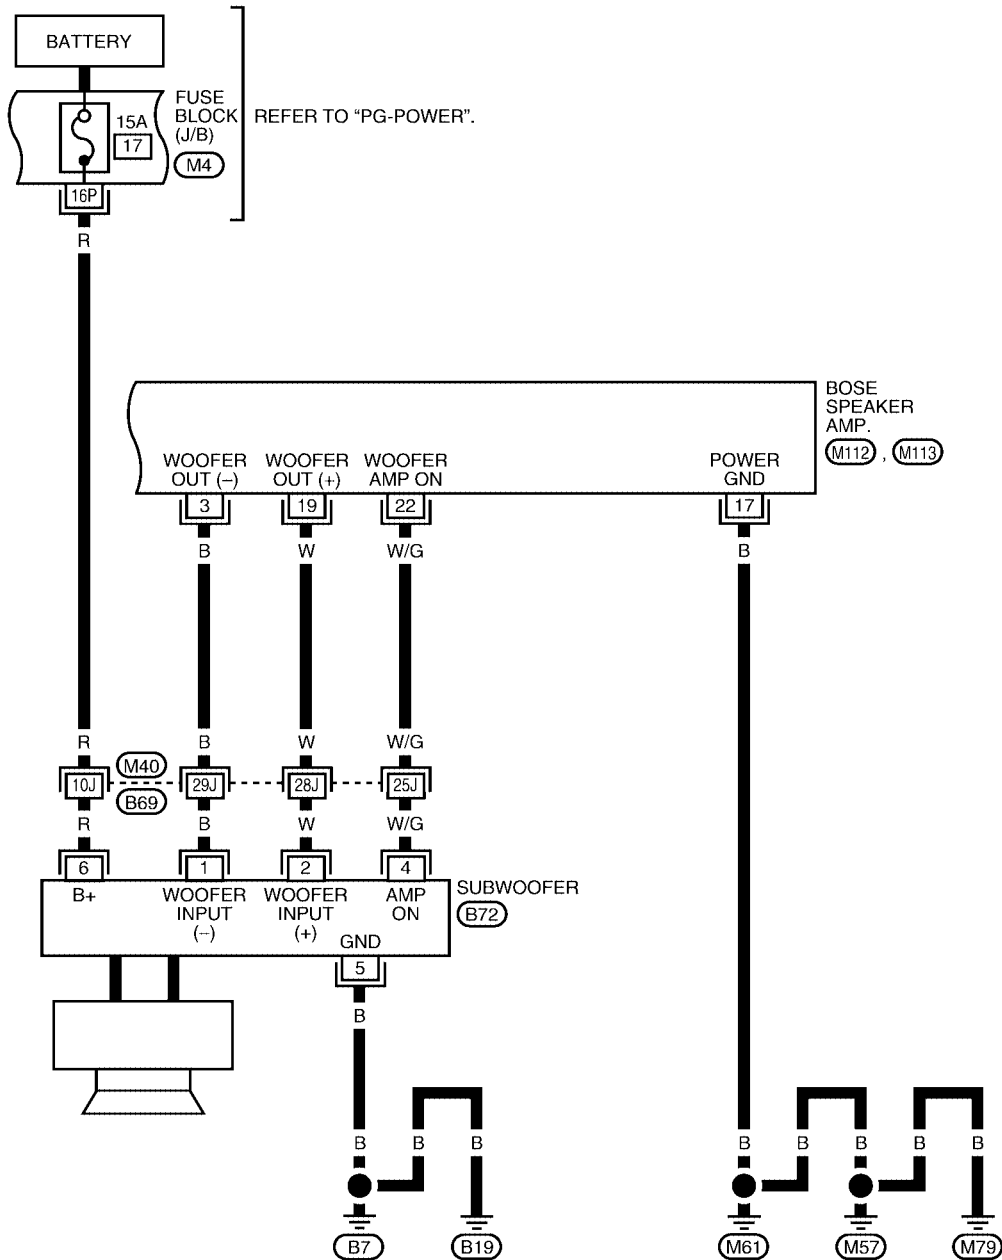 BATTERY
FUSE
BLOCK
(J/B)
M4
15A
17
REFER TO “PG-POWER”.
16P
R
BOSE
SPEAKER
AMP.
M112 , M113
WOOFER
OUT (–)
WOOFER
OUT (+)
WOOFER
AMP ON
POWER
GND
3
19
22
17
B
W
W/G
B
R
B
W
W/G
M40
10J
29J
28J
25J
B69
R
B
W
W/G
6
1
2
4
B+
WOOFER
INPUT
(–)
WOOFER
INPUT
(+)
AMP
ON
SUBWOOFER
B72
GND
5
B
B
B
B
B
B
B
B
B7
B19
M61
M57
M79